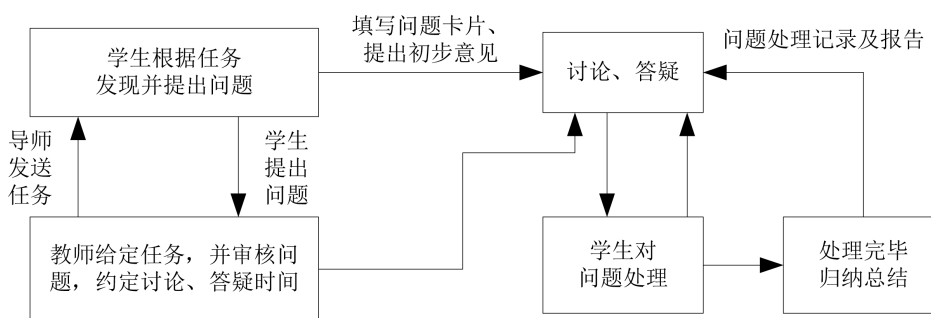 学生根据任务
发现并提出问题
填写问题卡片、
提出初步意见
讨论、答疑
问题处理记录及报告
导师
发送
任务
学生
提出
问题
教师给定任务，并审核问
题，约定讨论、答疑时间
学生对
问题处理
处理完毕
归纳总结